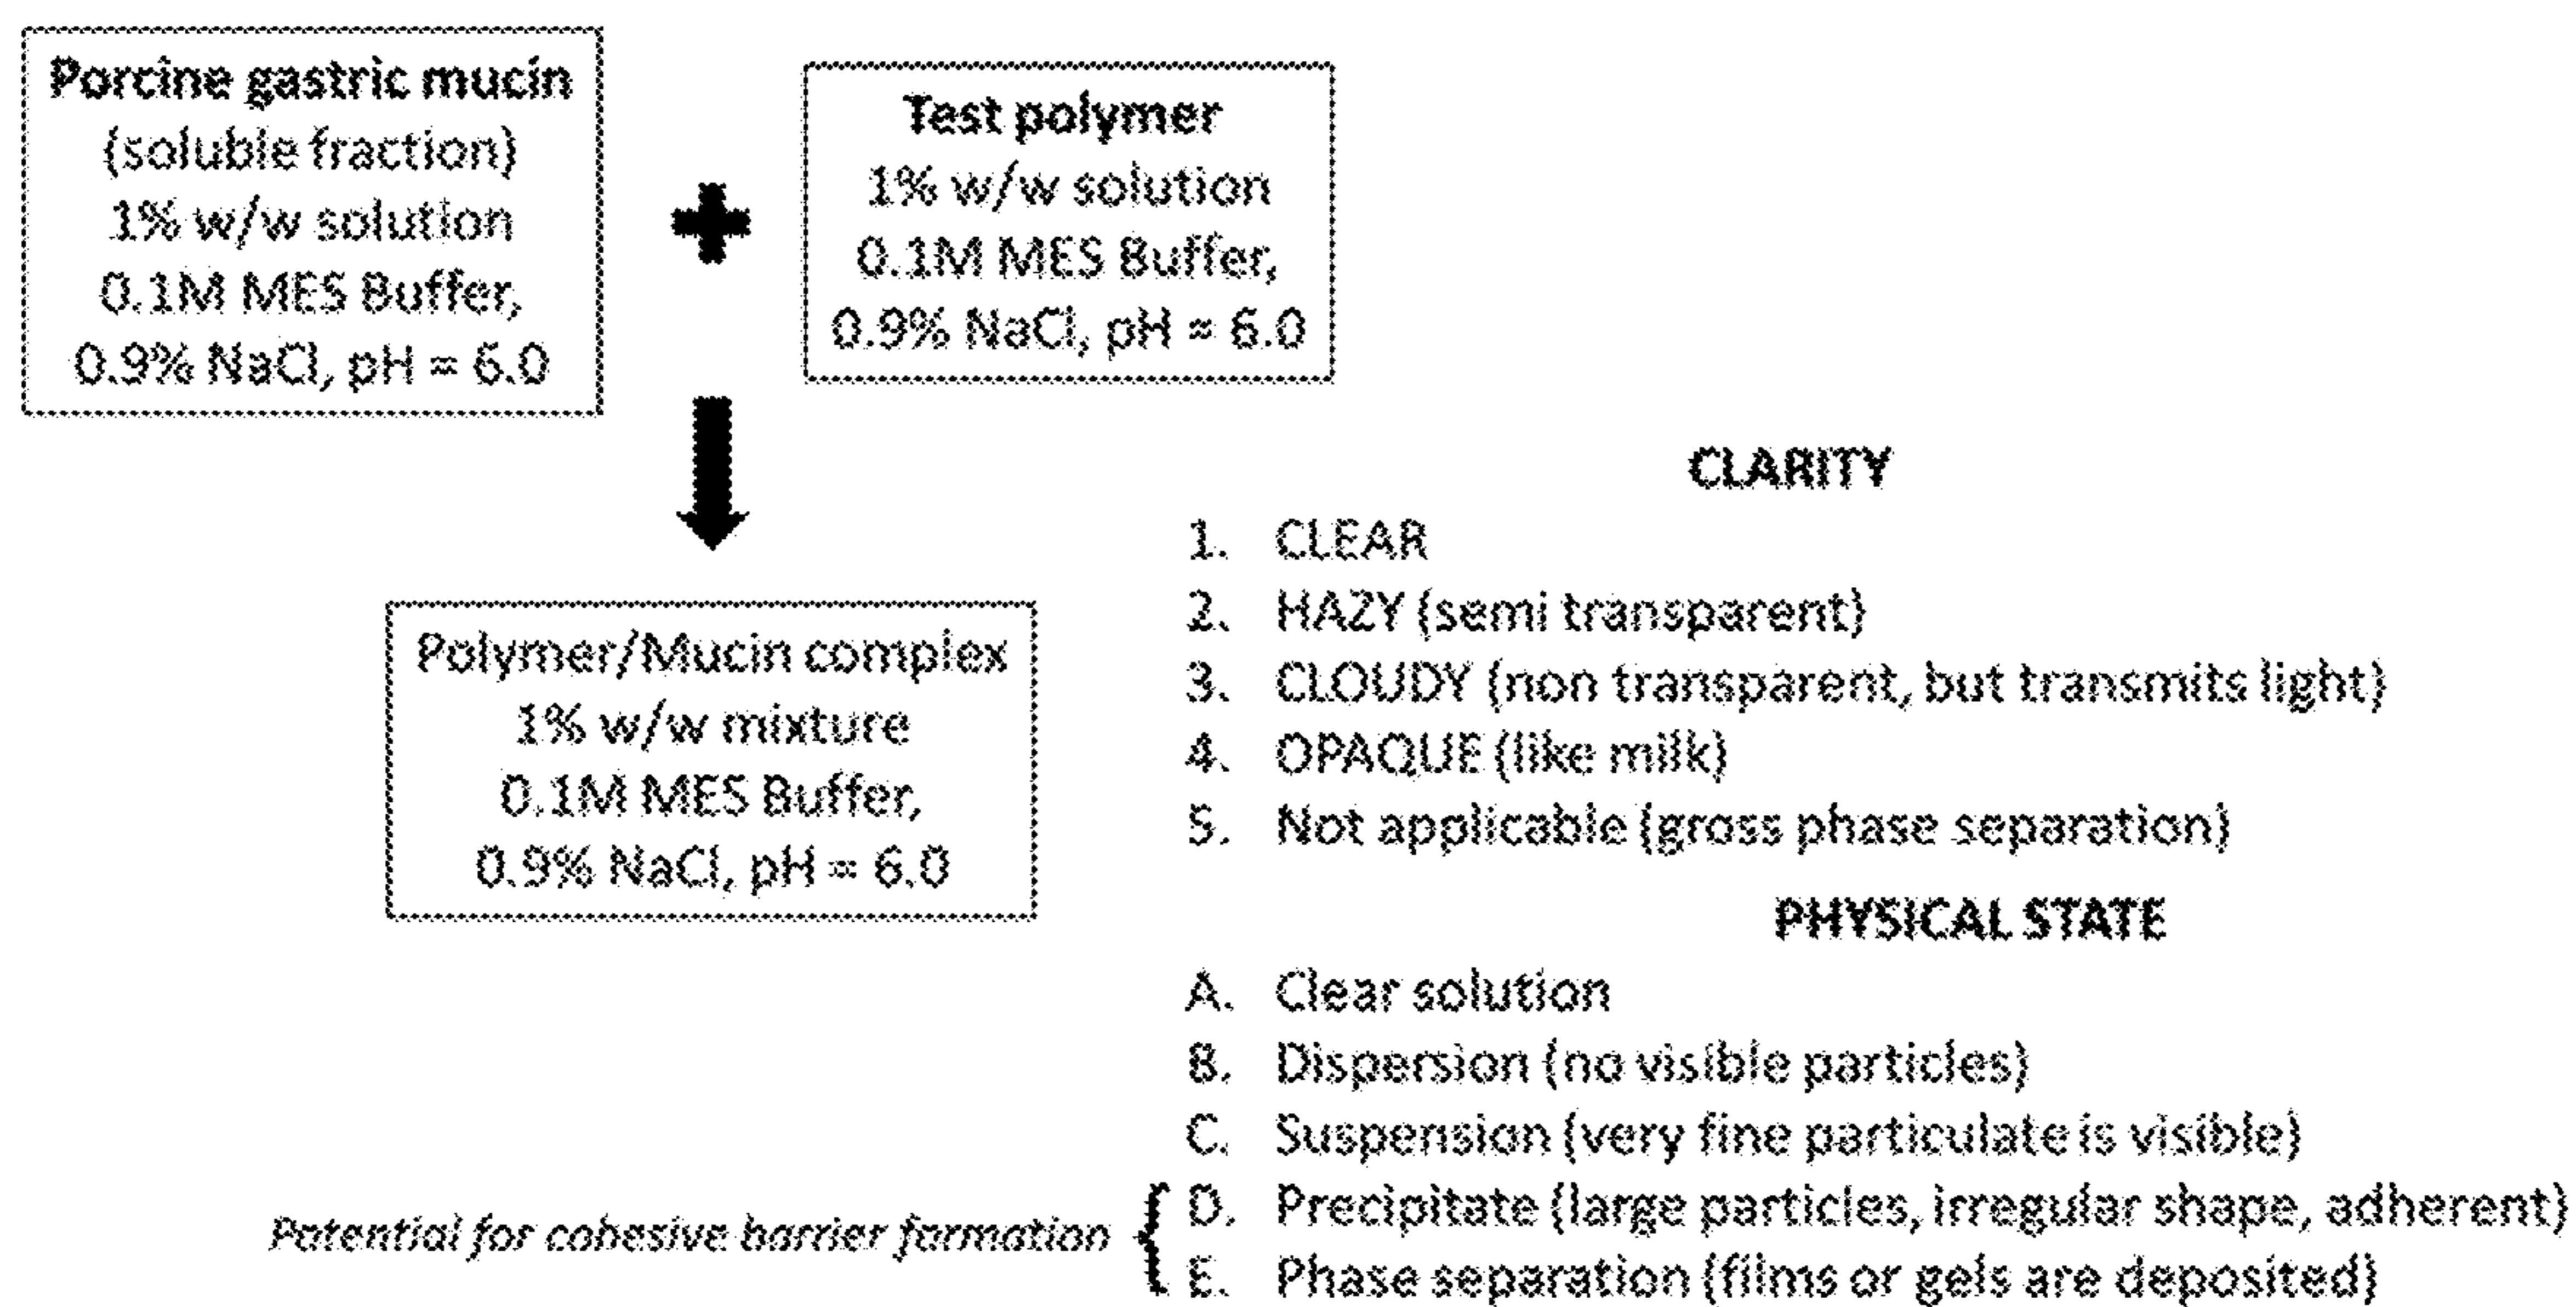 Porcine gastric mucin
(soluble fraction)
1% w/w solution
0.1M MES Buffer,
0.9% NaCl, pH = 6.0
Test polymer
1% w/w solution
0.1M MES Buffer,
0.9% NaCl, pH = 6.0
Polymer/Mucin complex
1% w/w mixture
0.1M MES Buffer,
0.9% NaCl, pH = 6.0
CLARITY
1. CLEAR
2. HAZY (semi transparent)
3. CLOUDY (non transparent, but transmits light)
4. OPAQUE (like milk)
5. Not applicable (gross phase separation)
PHYSICAL STATE
A. Clear solution
B. Dispersion (no visible particles)
C. Suspension (very fine particulate is visible)
D. Precipitate (large particles, irregular shape, adherent)
E. Phase separation (films or gels are deposited)
Potential for cohesive barrier formation